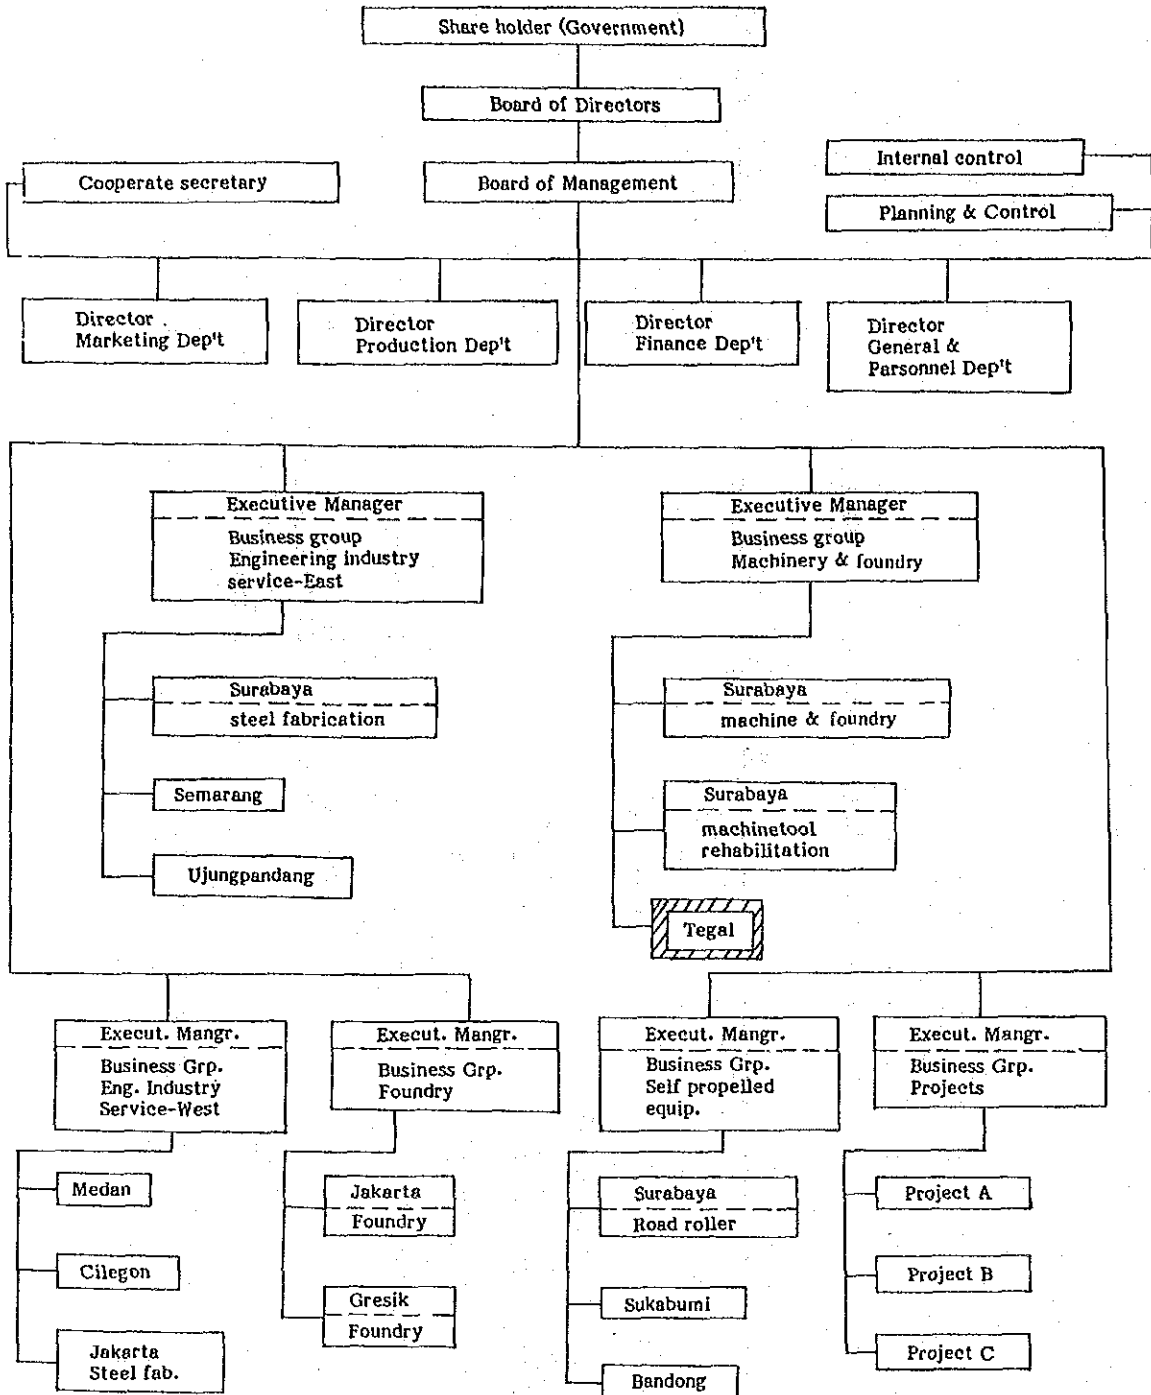 Share holder (Government)
Board of Directors
Cooperate secretary
Board of Management
Internal control
Planning & Control
Director
Marketing Dep't
Director
Production Dep't
Director
Finance Dep't
Director
General &
Parsonnel Dep't
Executive Manager
Business group
Engineering industry
service-East
Executive Manager
Business group
Machinery & foundry
Surabaya
steel fabrication
Semarang
Ujungpandang
Surabaya
machine & foundry
Surabaya
machinetool
rehabilitation
Tegal
Execut. Mangr.
Business Grp.
Eng. Industry
Service-West
Execut. Mangr.
Business Grp.
Foundry
Execut. Mangr.
Business Grp.
Self propelled
equip.
Execut. Mangr.
Business Grp.
Projects
Medan
Cilegon
Jakarta
Steel fab.
Jakarta
Foundry
Gresik
Foundry
Surabaya
Road roller
Sukabumi
Bandong
Project A
Project B
Project C